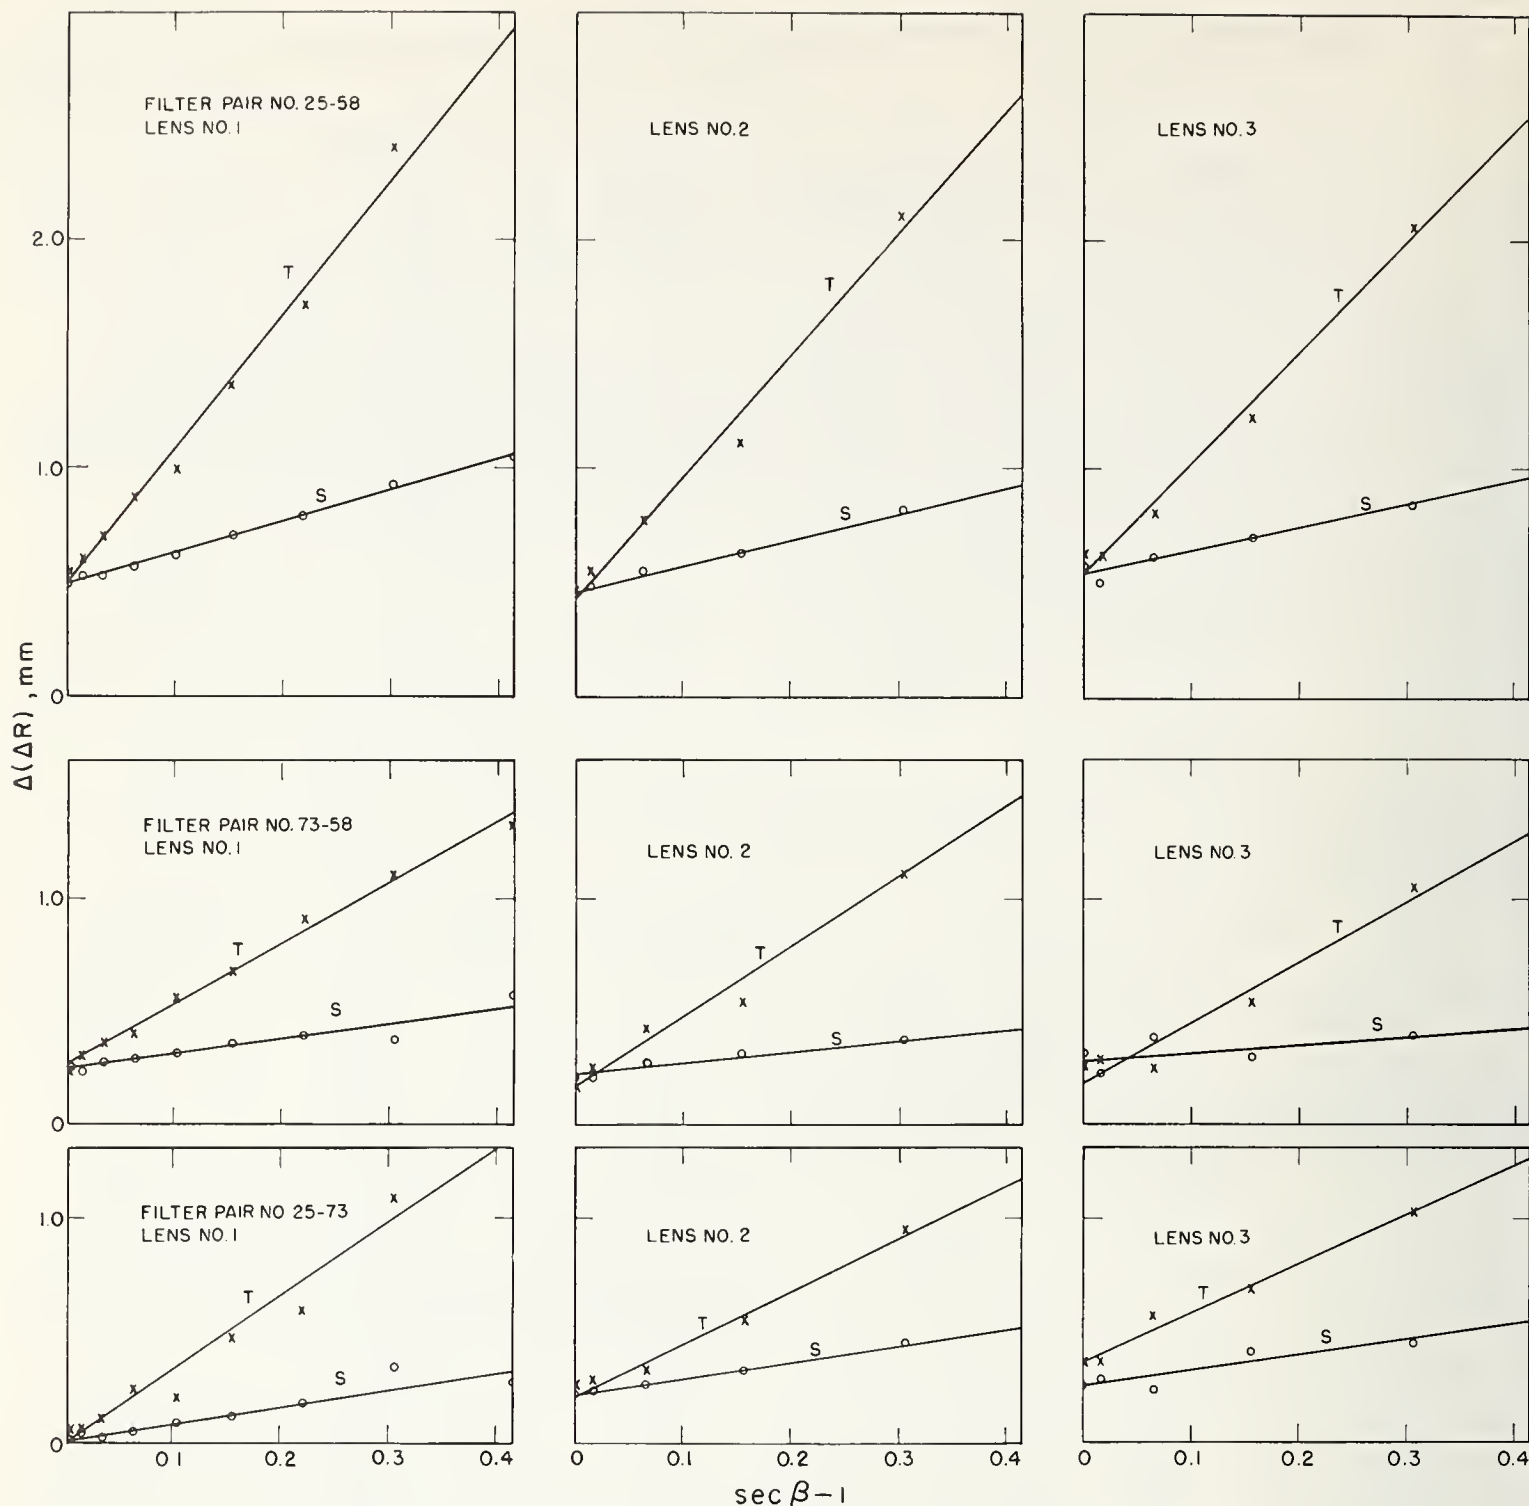 FILTER PAIR NO. 25-58
LENS NO. 1
LENS NO. 2
LENS NO. 3
2.0
1.0
0
T
S
T
S
T
S
Δ(ΔR), mm
FILTER PAIR NO. 73-58
LENS NO. 1
LENS NO. 2
LENS NO. 3
1.0
0
T
S
T
S
T
S
FILTER PAIR NO 25-73
LENS NO. 1
LENS NO. 2
LENS NO. 3
1.0
0
T
S
T
S
T
S
0 0.1 0.2 0.3 0.4
0 0.1 0.2 0.3
0 0.1 0.2 0.3 0.4
sec β-1